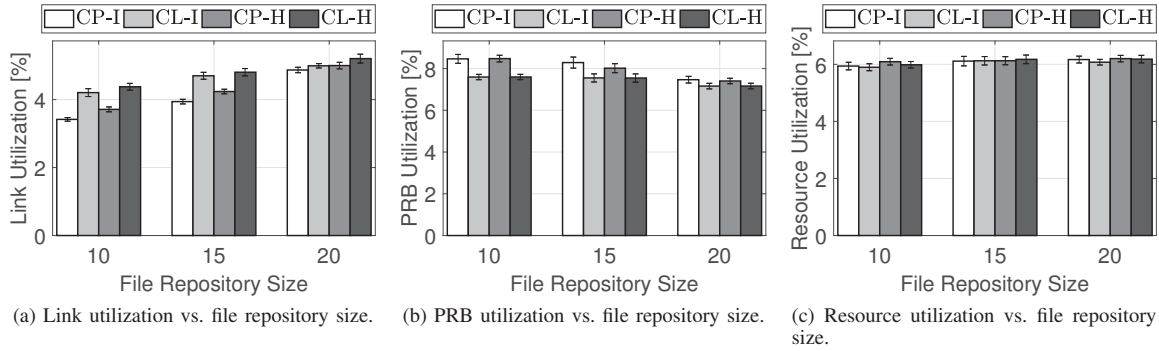 CP-I CL-I CP-H CL-H
Link Utilization [%]
4
2
0
10 15 20
File Repository Size
(a) Link utilization vs. file repository size.
CP-I CL-I CP-H CL-H
PRB Utilization [%]
8
6
4
2
0
10 15 20
File Repository Size
(b) PRB utilization vs. file repository size.
CP-I CL-I CP-H CL-H
Resource Utilization [%]
6
4
2
0
10 15 20
File Repository Size
(c) Resource utilization vs. file repository
size.